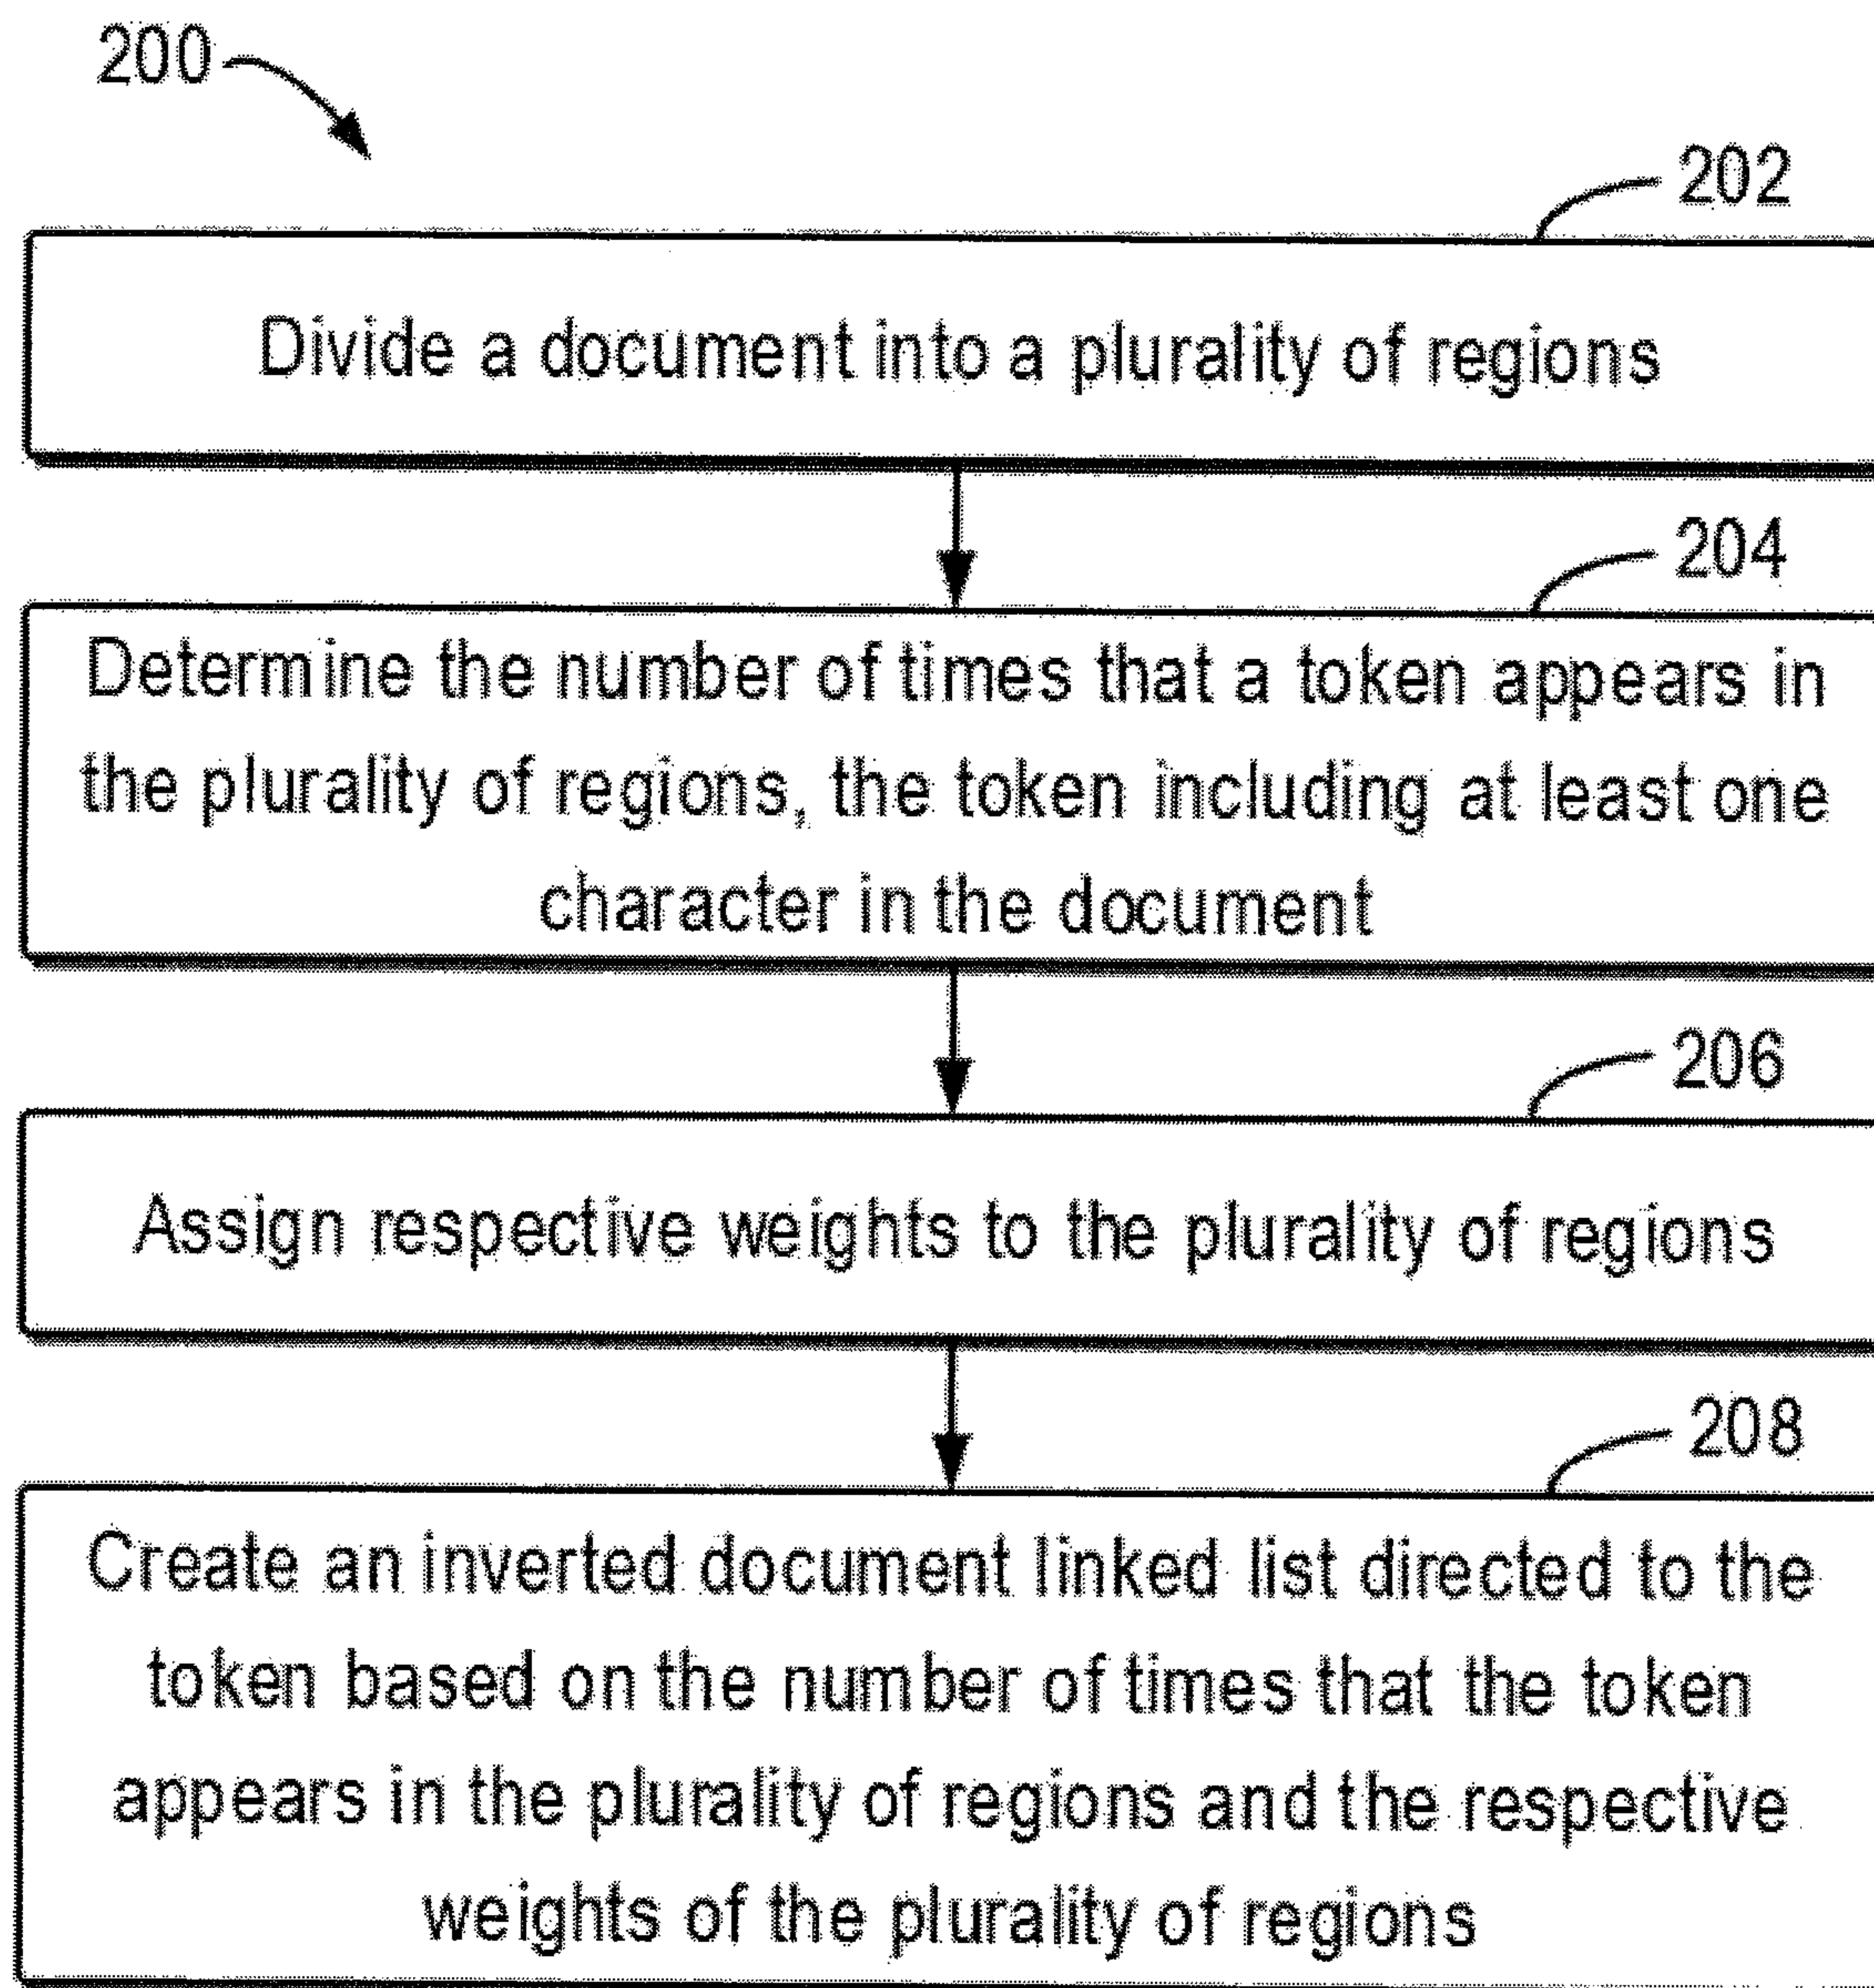 200
202
Divide a document into a plurality of regions
204
Determine the number of times that a token appears in
the plurality of regions, the token including at least one
character in the document
206
Assign respective weights to the plurality of regions
208
Create an inverted document linked list directed to the
token based on the number of times that the token
appears in the plurality of regions and the respective
weights of the plurality of regions